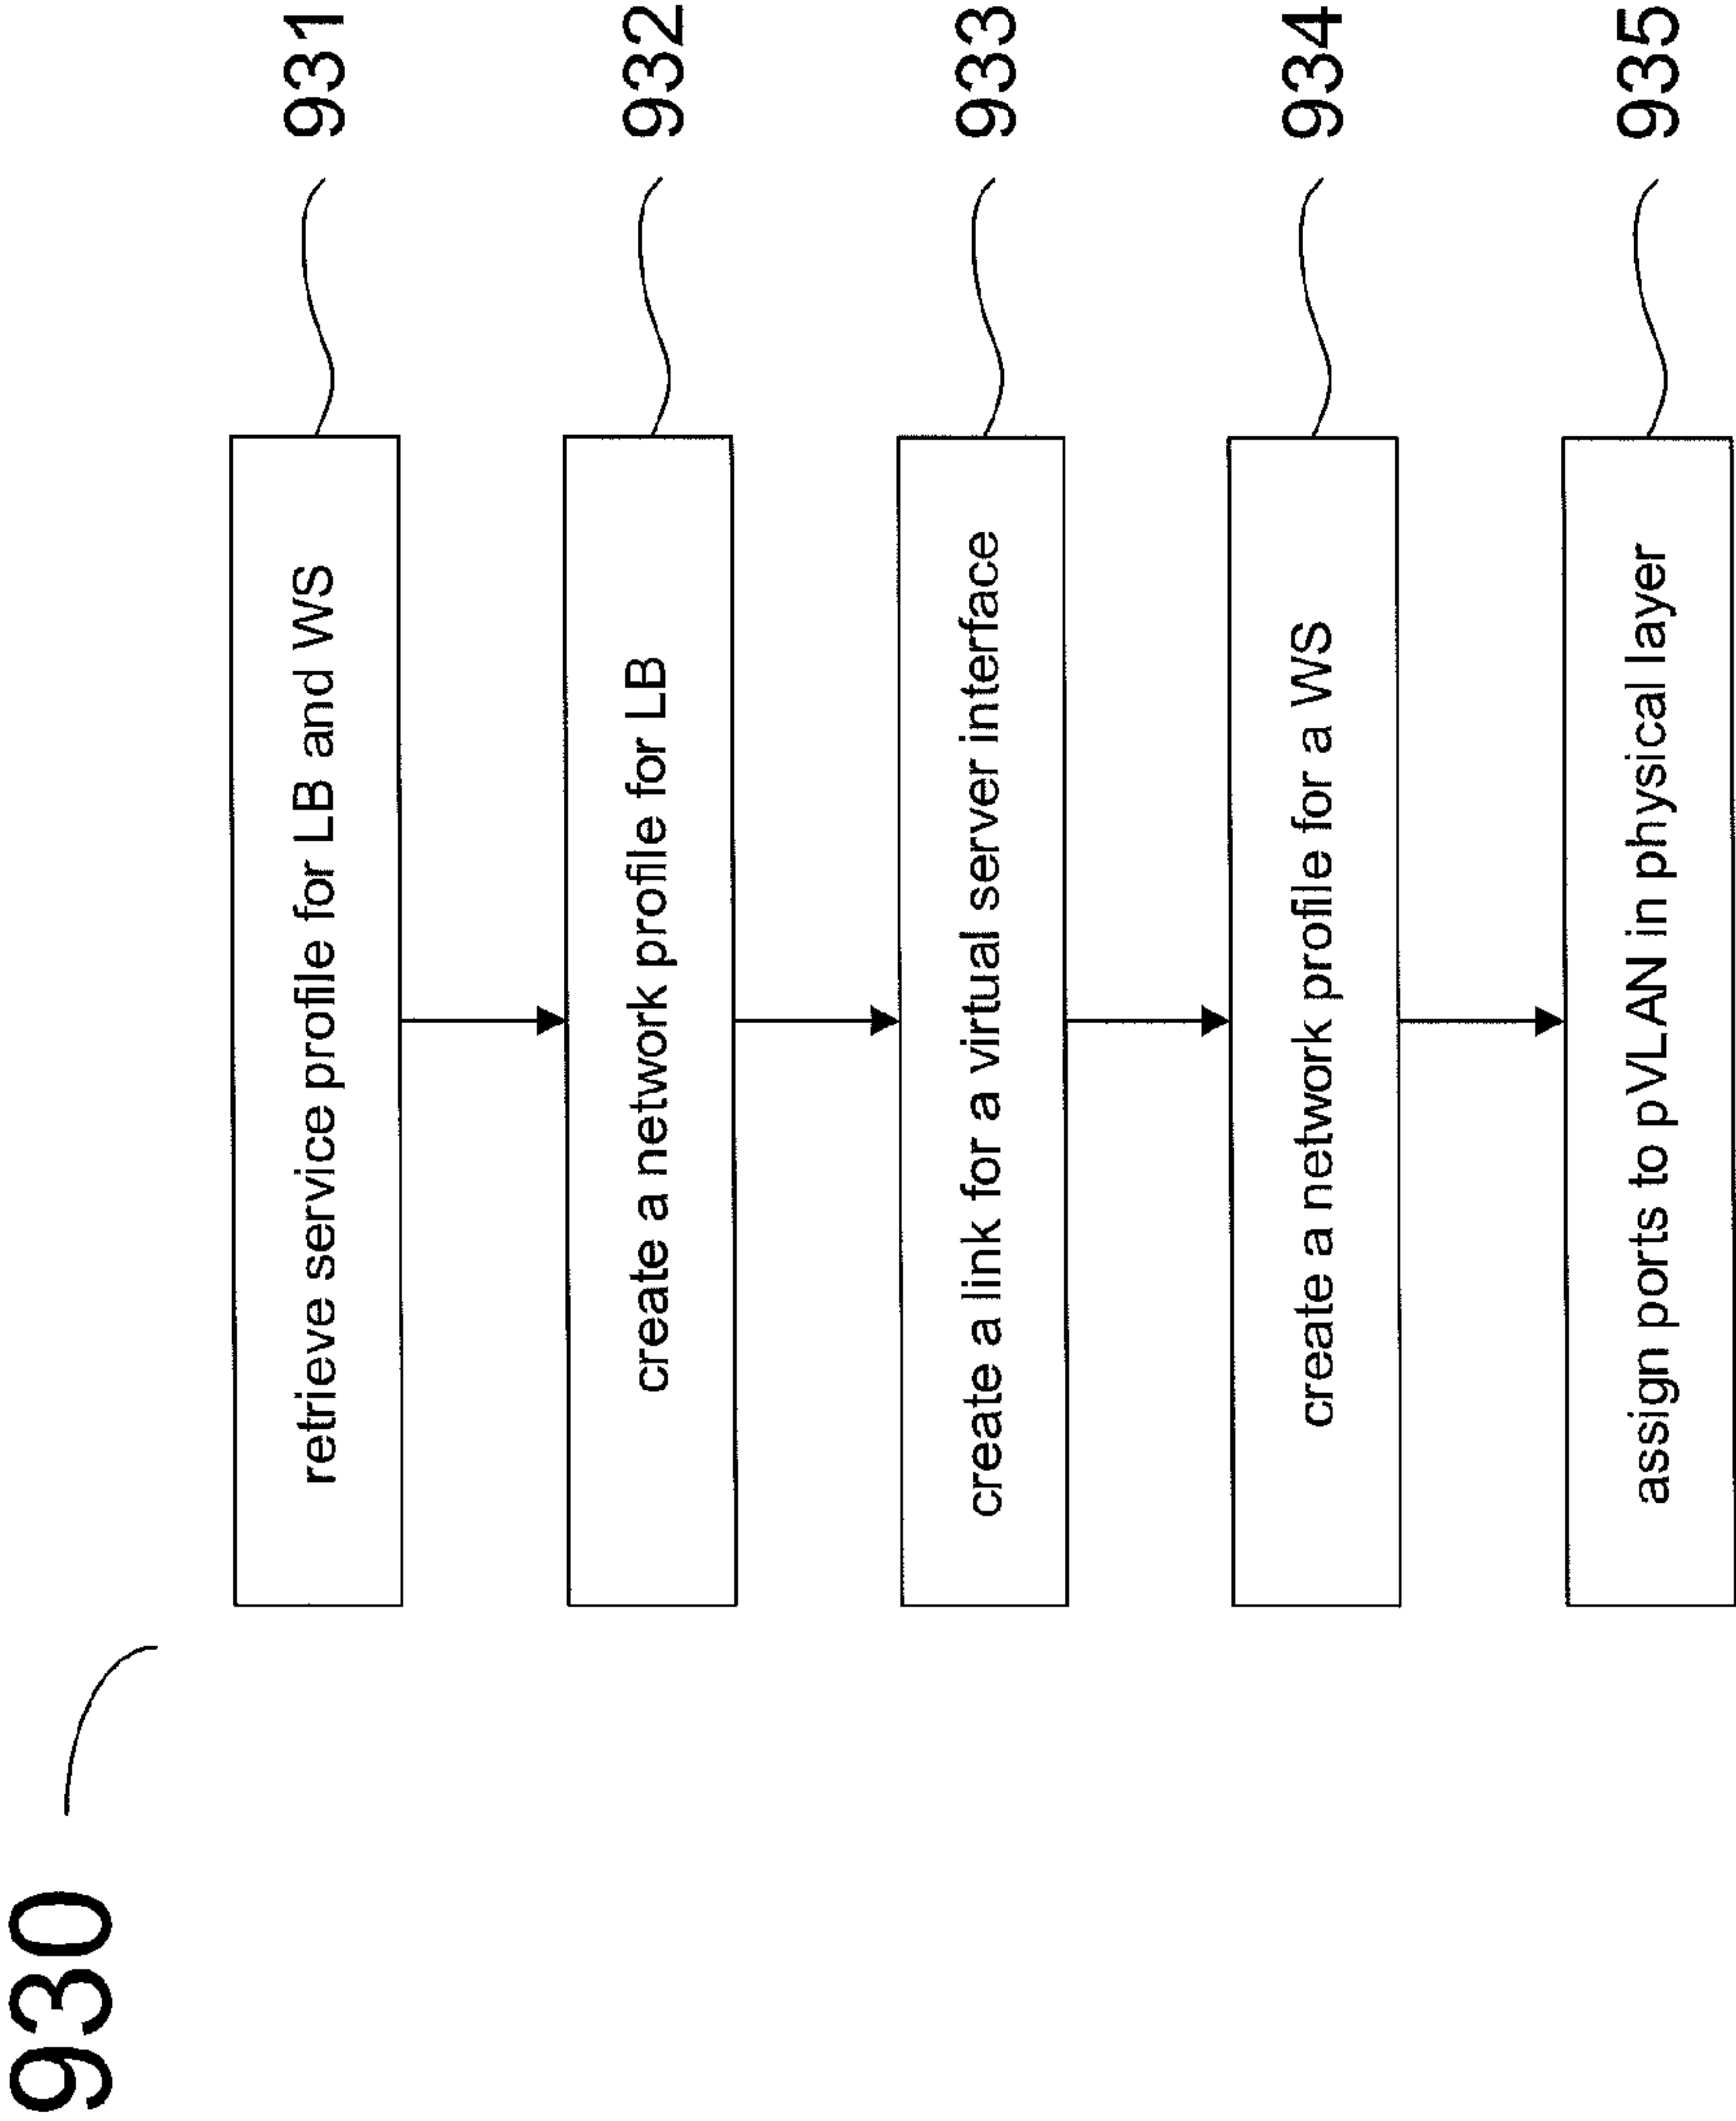 930
retrieve service profile for LB and WS
931
create a network profile for LB
932
create a link for a virtual server interface
933
create a network profile for a WS
934
assign ports to pVLAN in physical layer
935